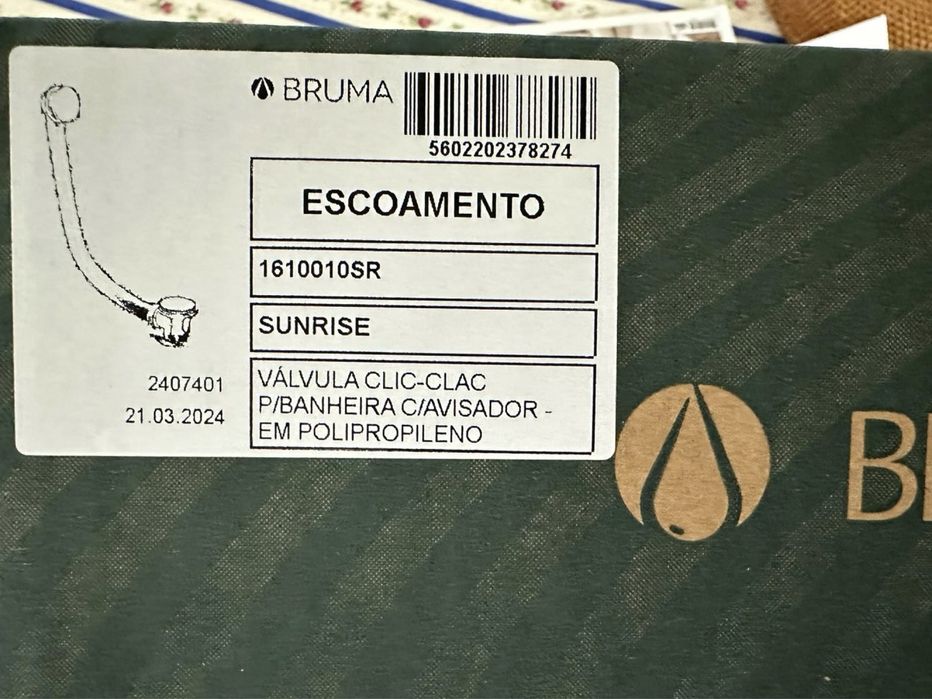 BRUMA
5602202378274
ESCOAMENTO
1610010SR
SUNRISE
VÁLVULA CLIC-CLAC
P/BANHEIRA C/AVISADOR -
EM POLIPROPILENO
2407401
21.03.2024